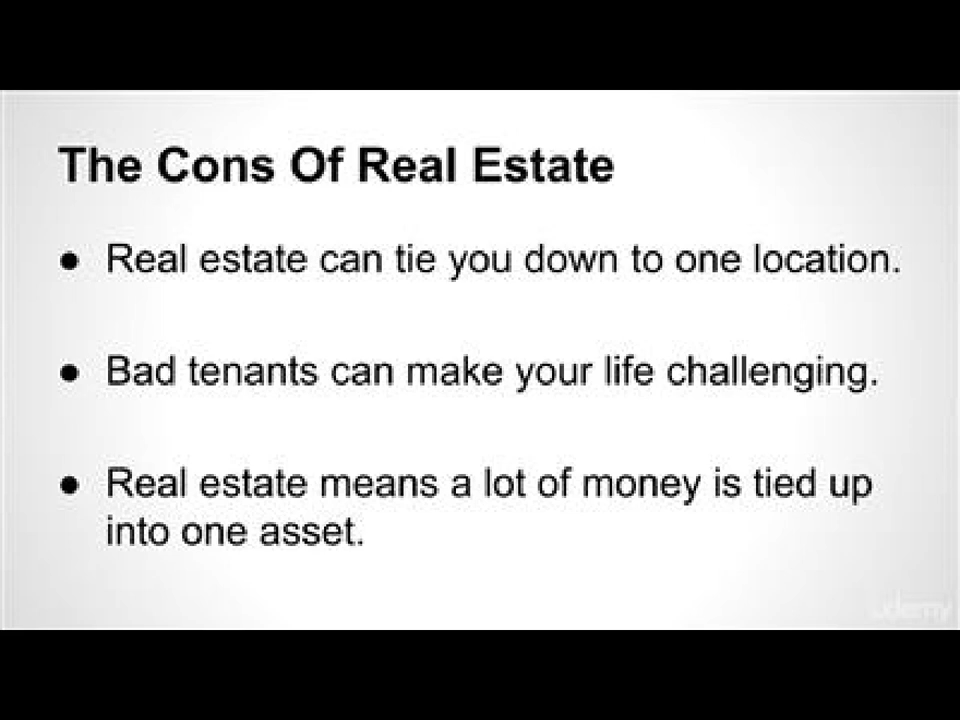 The Cons Of Real Estate
● Real estate can tie you down to one location.
● Bad tenants can make your life challenging.
● Real estate means a lot of money is tied up
into one asset.
udemy